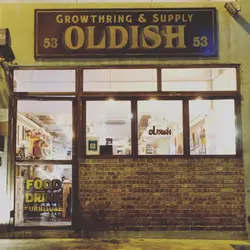 GROWTHRING & SUPPLY
53 OLDISH 53
OLDISH
FOOD
DRINK
FURNITURE